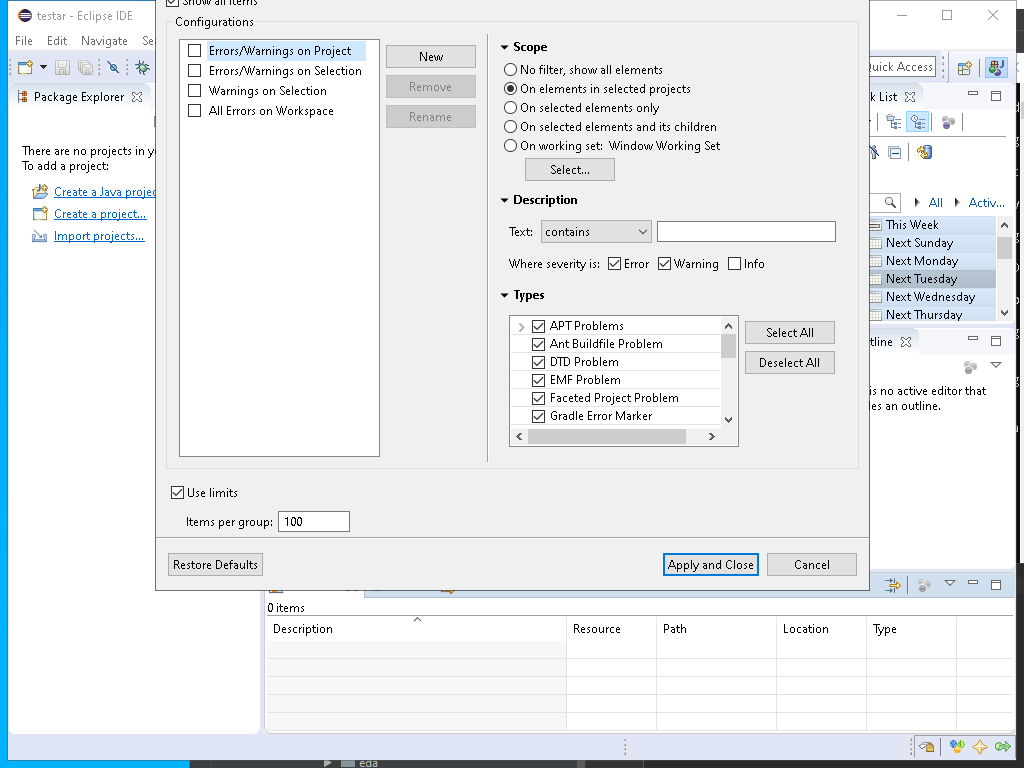 testar - Eclipse IDE
File Edit Navigate Se
Quick Access
Package Explorer
There are no projects in y
To add a project:
Create a Java projec
Create a project...
Import projects...
Show all items
Configurations
Errors/Warnings on Project
Errors/Warnings on Selection
Warnings on Selection
All Errors on Workspace
New
Remove
Rename
Scope
No filter, show all elements
On elements in selected projects
On selected elements only
On selected elements and its children
On working set: Window Working Set
Select...
Description
Text: contains
Where severity is: Error Warning Info
Types
APT Problems
Ant Buildfile Problem
DTD Problem
EMF Problem
Faceted Project Problem
Gradle Error Marker
Select All
Deselect All
Use limits
Items per group: 100
Restore Defaults
Apply and Close
Cancel
k List
All Activ...
This Week
Next Sunday
Next Monday
Next Tuesday
Next Wednesday
Next Thursday
tline
is no active editor that
les an outline.
0 items
Description Resource Path Location Type
eda